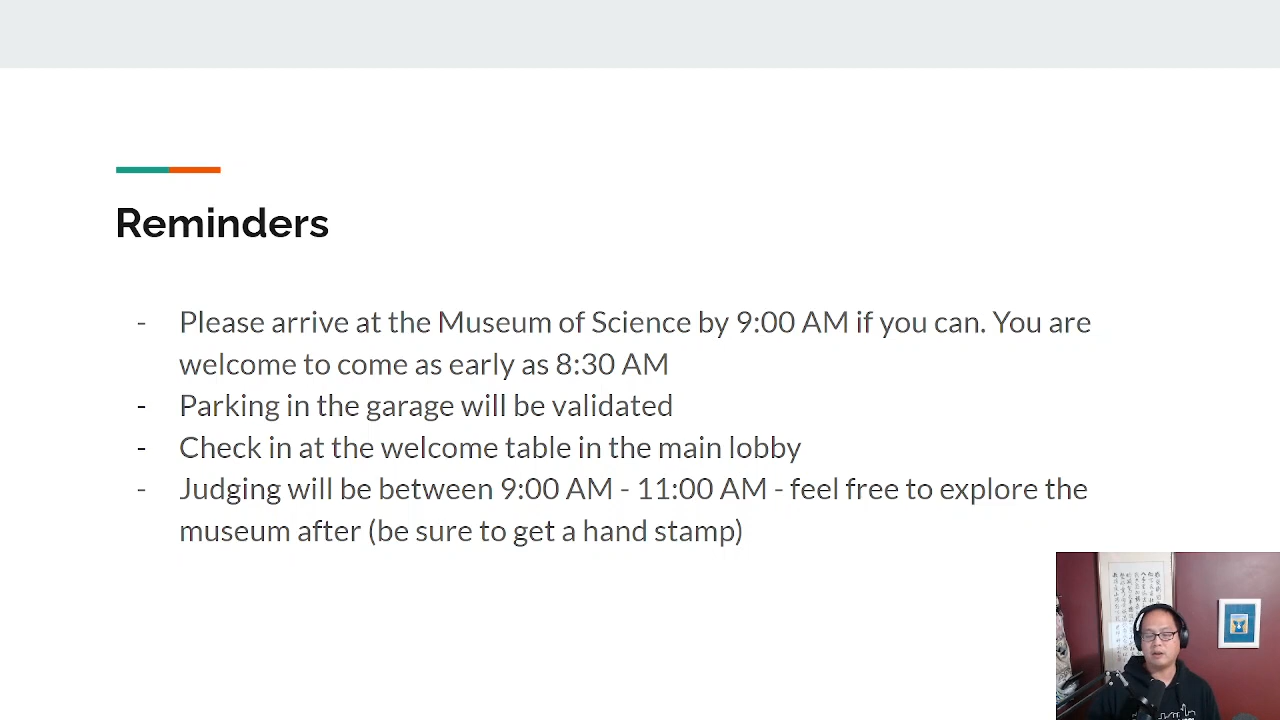 Reminders
- Please arrive at the Museum of Science by 9:00 AM if you can. You are
welcome to come as early as 8:30 AM
- Parking in the garage will be validated
- Check in at the welcome table in the main lobby
- Judging will be between 9:00 AM - 11:00 AM - feel free to explore the
museum after (be sure to get a hand stamp)